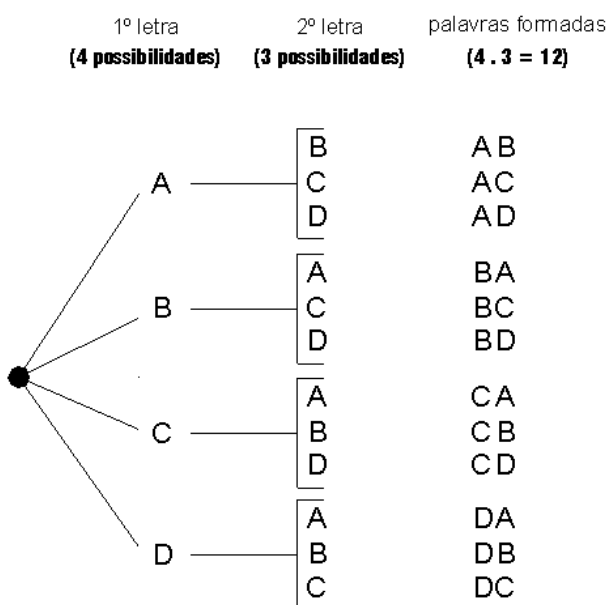 1º letra 2º letra palavras formadas
(4 possibilidades) (3 possibilidades) (4 . 3 = 12)
B AB
A C AC
D AD
A BA
B C BC
D BD
A CA
C B CB
D CD
A DA
D B DB
C DC